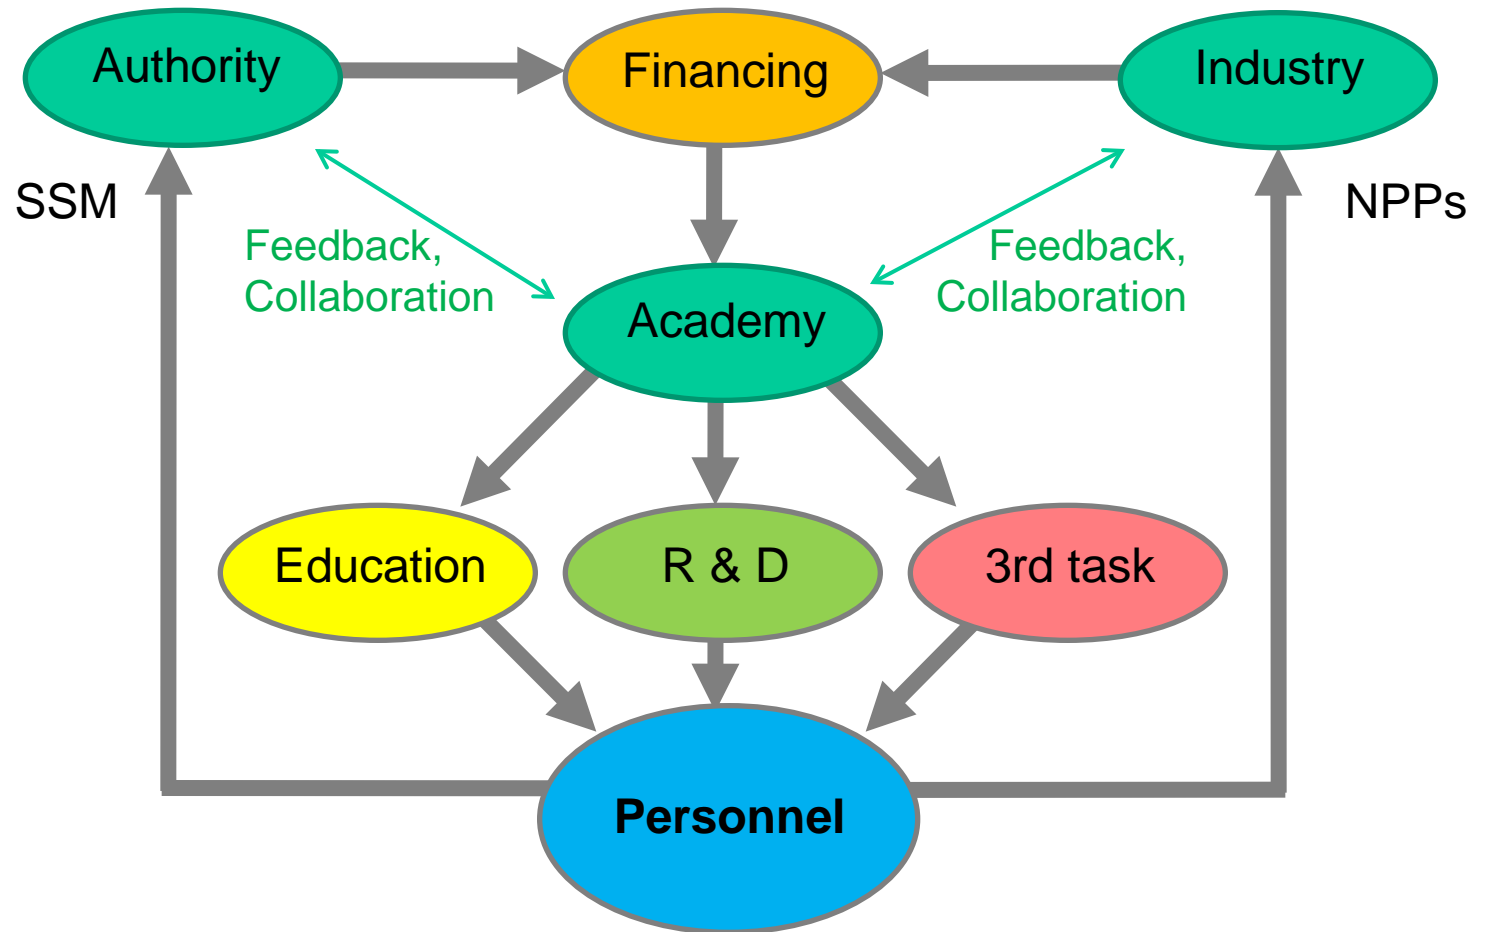 Authority
Financing
Industry
SSM
NPPs
Feedback,
Collaboration
Feedback,
Collaboration
Academy
Education
R & D
3rd task
Personnel